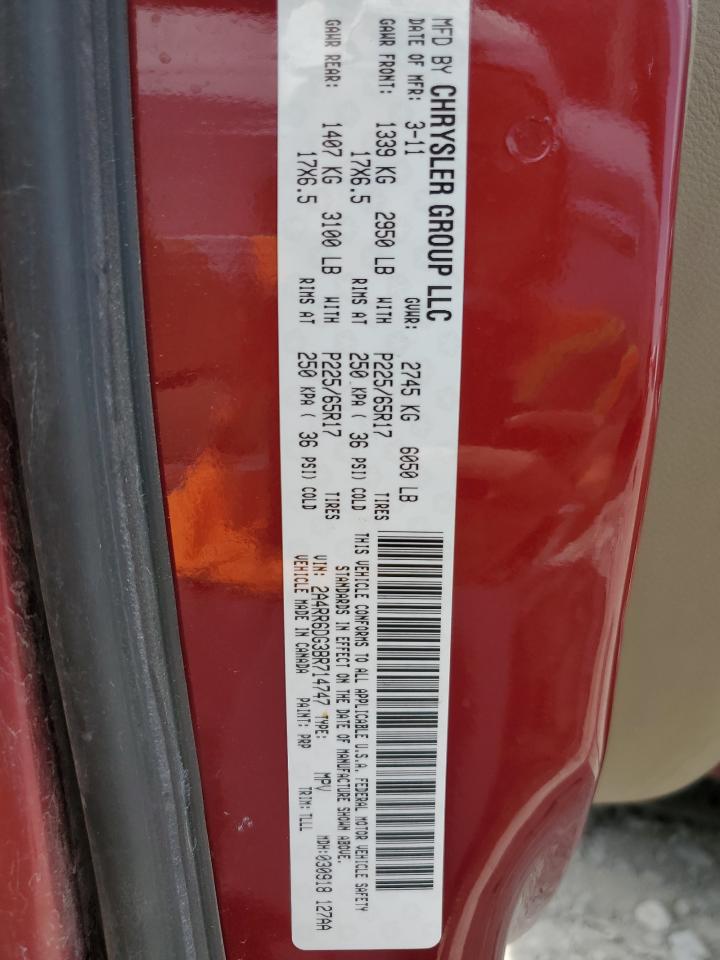 MFD BY CHRYSLER GROUP LLC
DATE OF MFR: 3-11 GVWR: 2745 KG 6050 LB
GAWR FRONT: 1339 KG 2950 LB WITH P225/65R17 TIRES
17X6.5 RIMS AT 250 KPA ( 36 PSI) COLD
GAWR REAR: 1407 KG 3100 LB WITH P225/65R17 TIRES
17X6.5 RIMS AT 250 KPA ( 36 PSI) COLD
THIS VEHICLE CONFORMS TO ALL APPLICABLE U.S.A. FEDERAL MOTOR VEHICLE SAFETY
STANDARDS IN EFFECT ON THE DATE OF MANUFACTURE SHOWN ABOVE.
VIN: 2A4RR6DG3BR714747 TYPE: MPV MDH:030918 127AA
VEHICLE MADE IN CANADA PAINT: PRP TRIM: TLLL